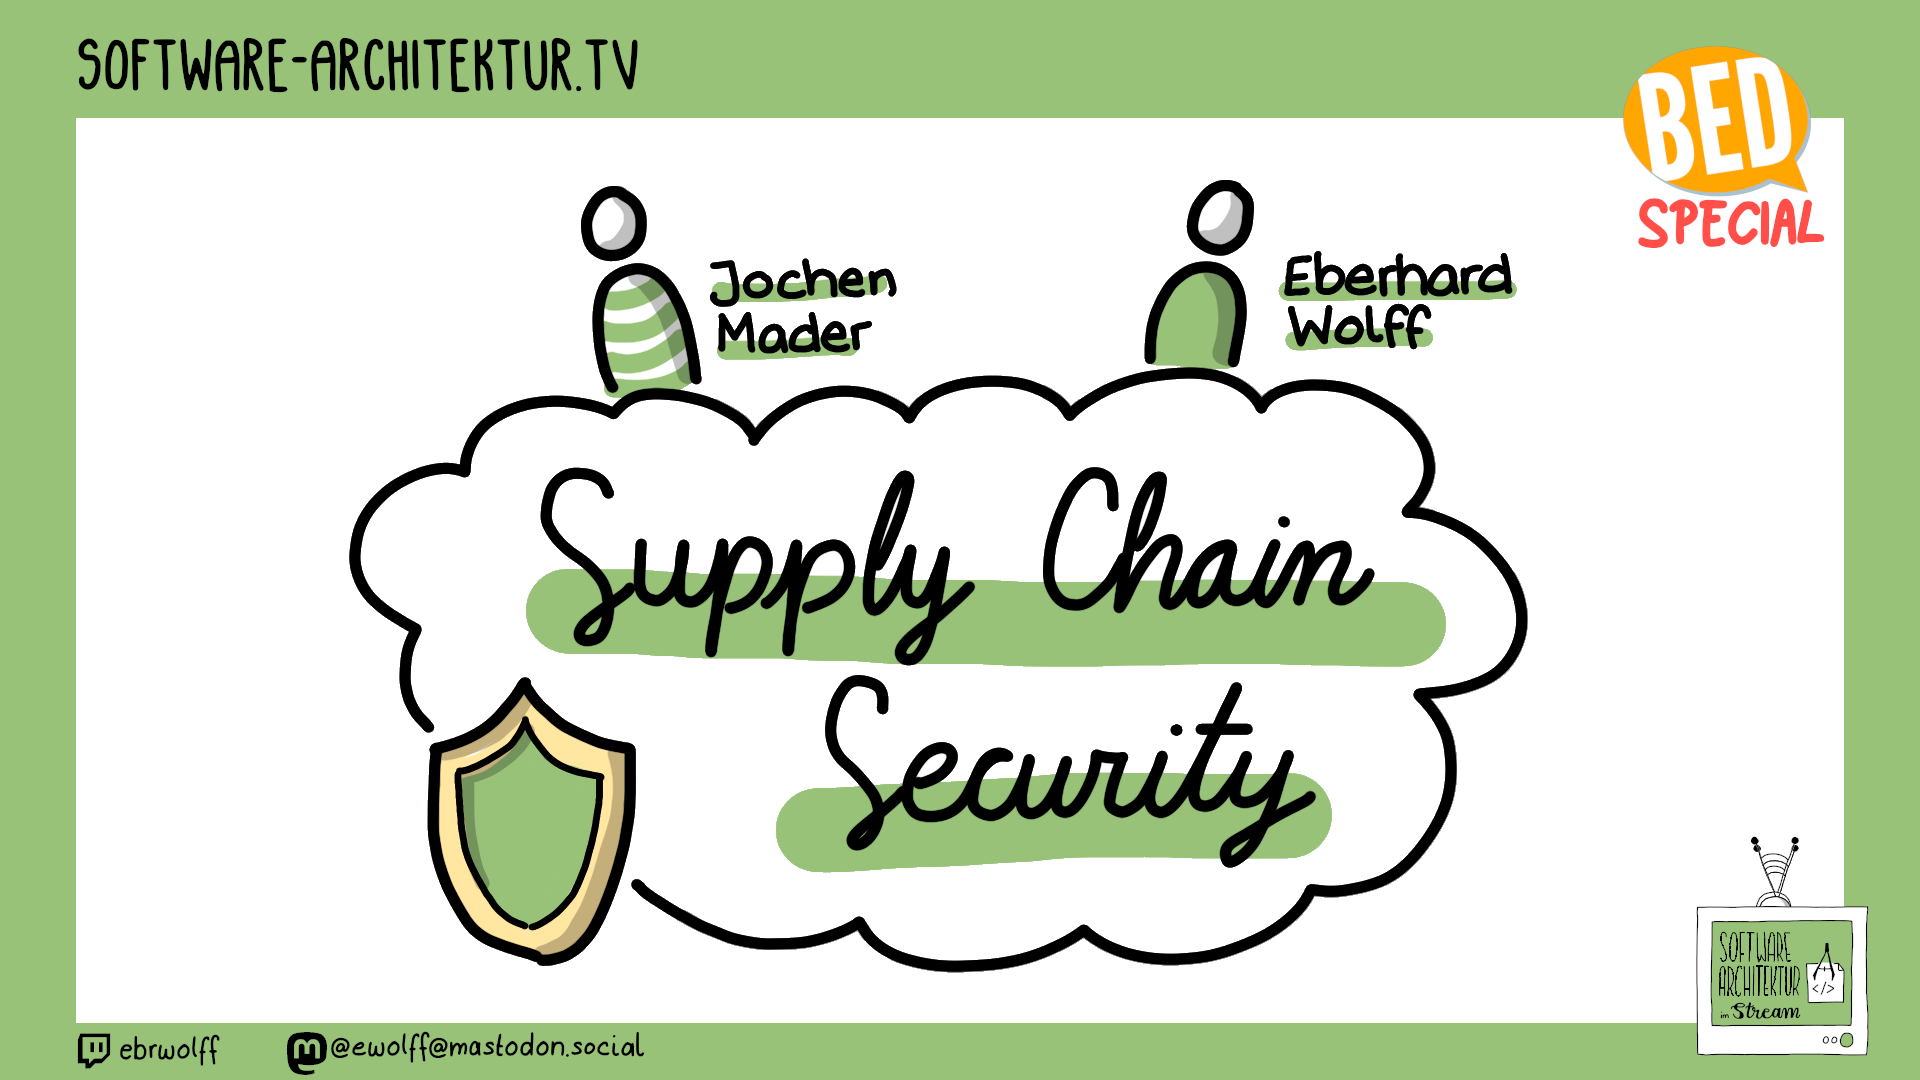 SOFTWARE-ARCHITEKTUR.TV
BED
SPECIAL
Jochen
Mader
Eberhard
Wolff
Supply Chain
Security
SOFTWARE
ARCHITEKTUR
</>
im Stream
ebrwolff
@ewolff@mastodon.social